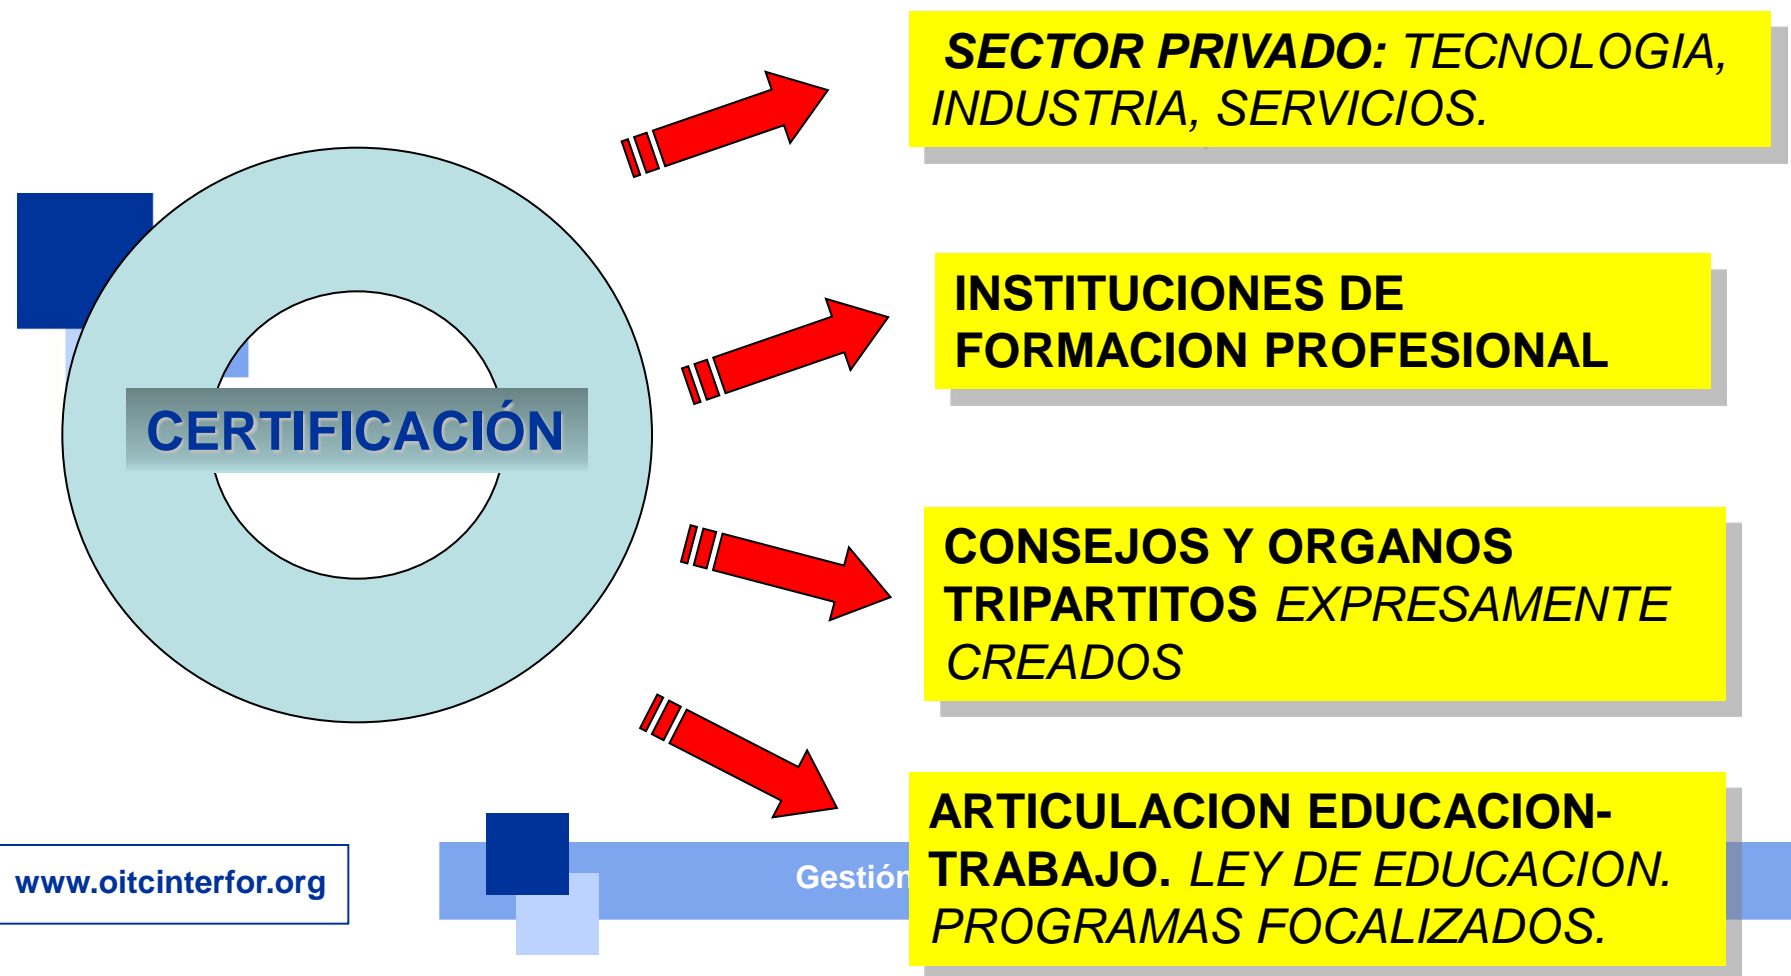 SECTOR PRIVADO: TECNOLOGIA,
INDUSTRIA, SERVICIOS.
INSTITUCIONES DE
FORMACION PROFESIONAL
CERTIFICACIÓN
CONSEJOS Y ORGANOS
TRIPARTITOS EXPRESAMENTE
CREADOS
ARTICULACION EDUCACION-
TRABAJO. LEY DE EDUCACION.
PROGRAMAS FOCALIZADOS.
www.oitcinterfor.org
Gestión